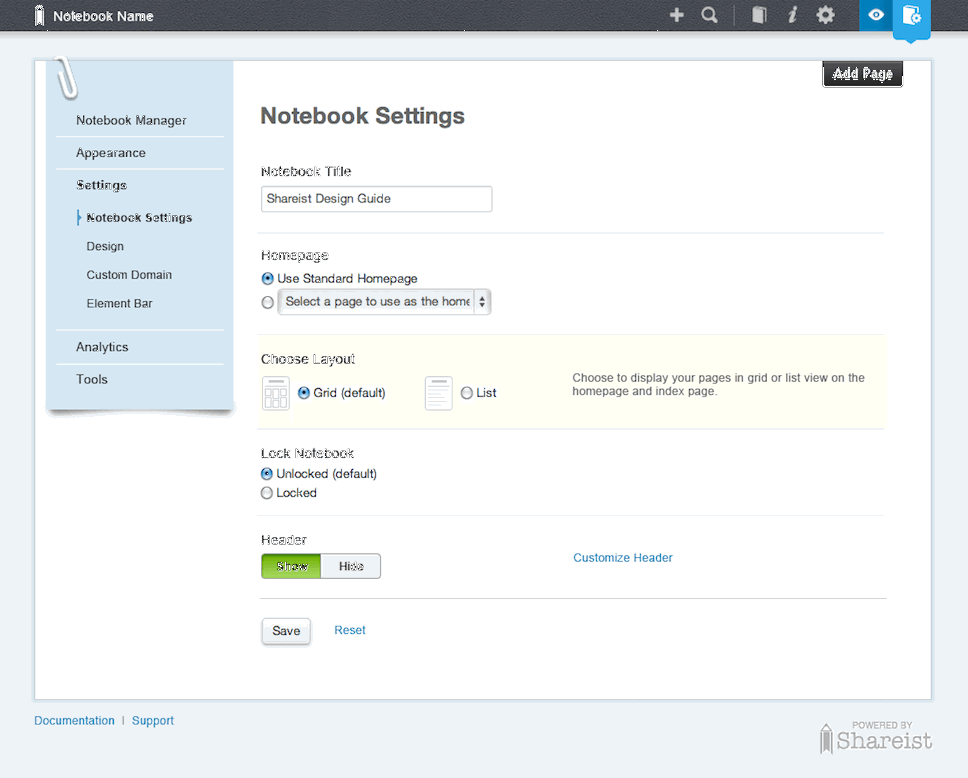 Notebook Name
Add Page
Notebook Manager
Appearance
Settings
Notebook Settings
Design
Custom Domain
Element Bar
Analytics
Tools
Notebook Settings
Notebook Title
Shareist Design Guide
Homepage
Use Standard Homepage
Select a page to use as the home
Choose Layout
Grid (default)
List
Choose to display your pages in grid or list view on the
homepage and index page.
Lock Notebook
Unlocked (default)
Locked
Header
Show Hide
Customize Header
Save Reset
Documentation | Support
POWERED BY
Shareist